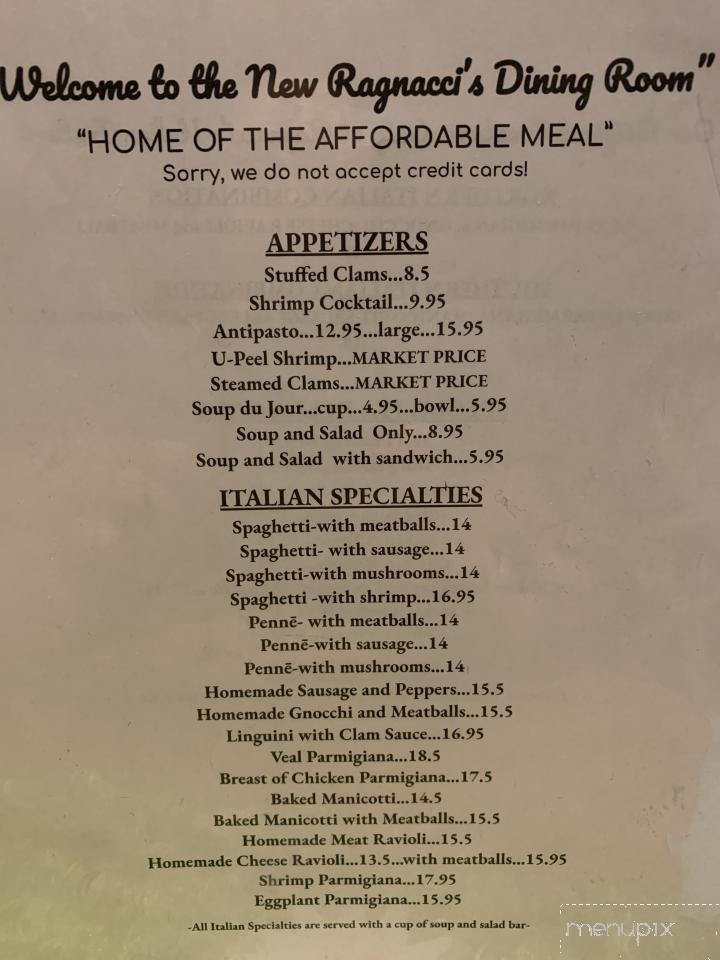 Welcome to the New Ragnacci's Dining Room"
"HOME OF THE AFFORDABLE MEAL"
Sorry, we do not accept credit cards!
APPETIZERS
Stuffed Clams...8.5
Shrimp Cocktail...9.95
Antipasto...12.95...large...15.95
U-Peel Shrimp...MARKET PRICE
Steamed Clams...MARKET PRICE
Soup du Jour...cup...4.95...bowl...5.95
Soup and Salad Only...8.95
Soup and Salad with sandwich...5.95
ITALIAN SPECIALTIES
Spaghetti-with meatballs...14
Spaghetti- with sausage...14
Spaghetti-with mushrooms...14
Spaghetti -with shrimp...16.95
Pennē- with meatballs...14
Pennē-with sausage...14
Pennē-with mushrooms...14
Homemade Sausage and Peppers...15.5
Homemade Gnocchi and Meatballs...15.5
Linguini with Clam Sauce...16.95
Veal Parmigiana...18.5
Breast of Chicken Parmigiana...17.5
Baked Manicotti...14.5
Baked Manicotti with Meatballs...15.5
Homemade Meat Ravioli...15.5
Homemade Cheese Ravioli...13.5...with meatballs...15.95
Shrimp Parmigiana...17.95
Eggplant Parmigiana...15.95
-All Italian Specialties are served with a cup of soup and salad bar-
menupix